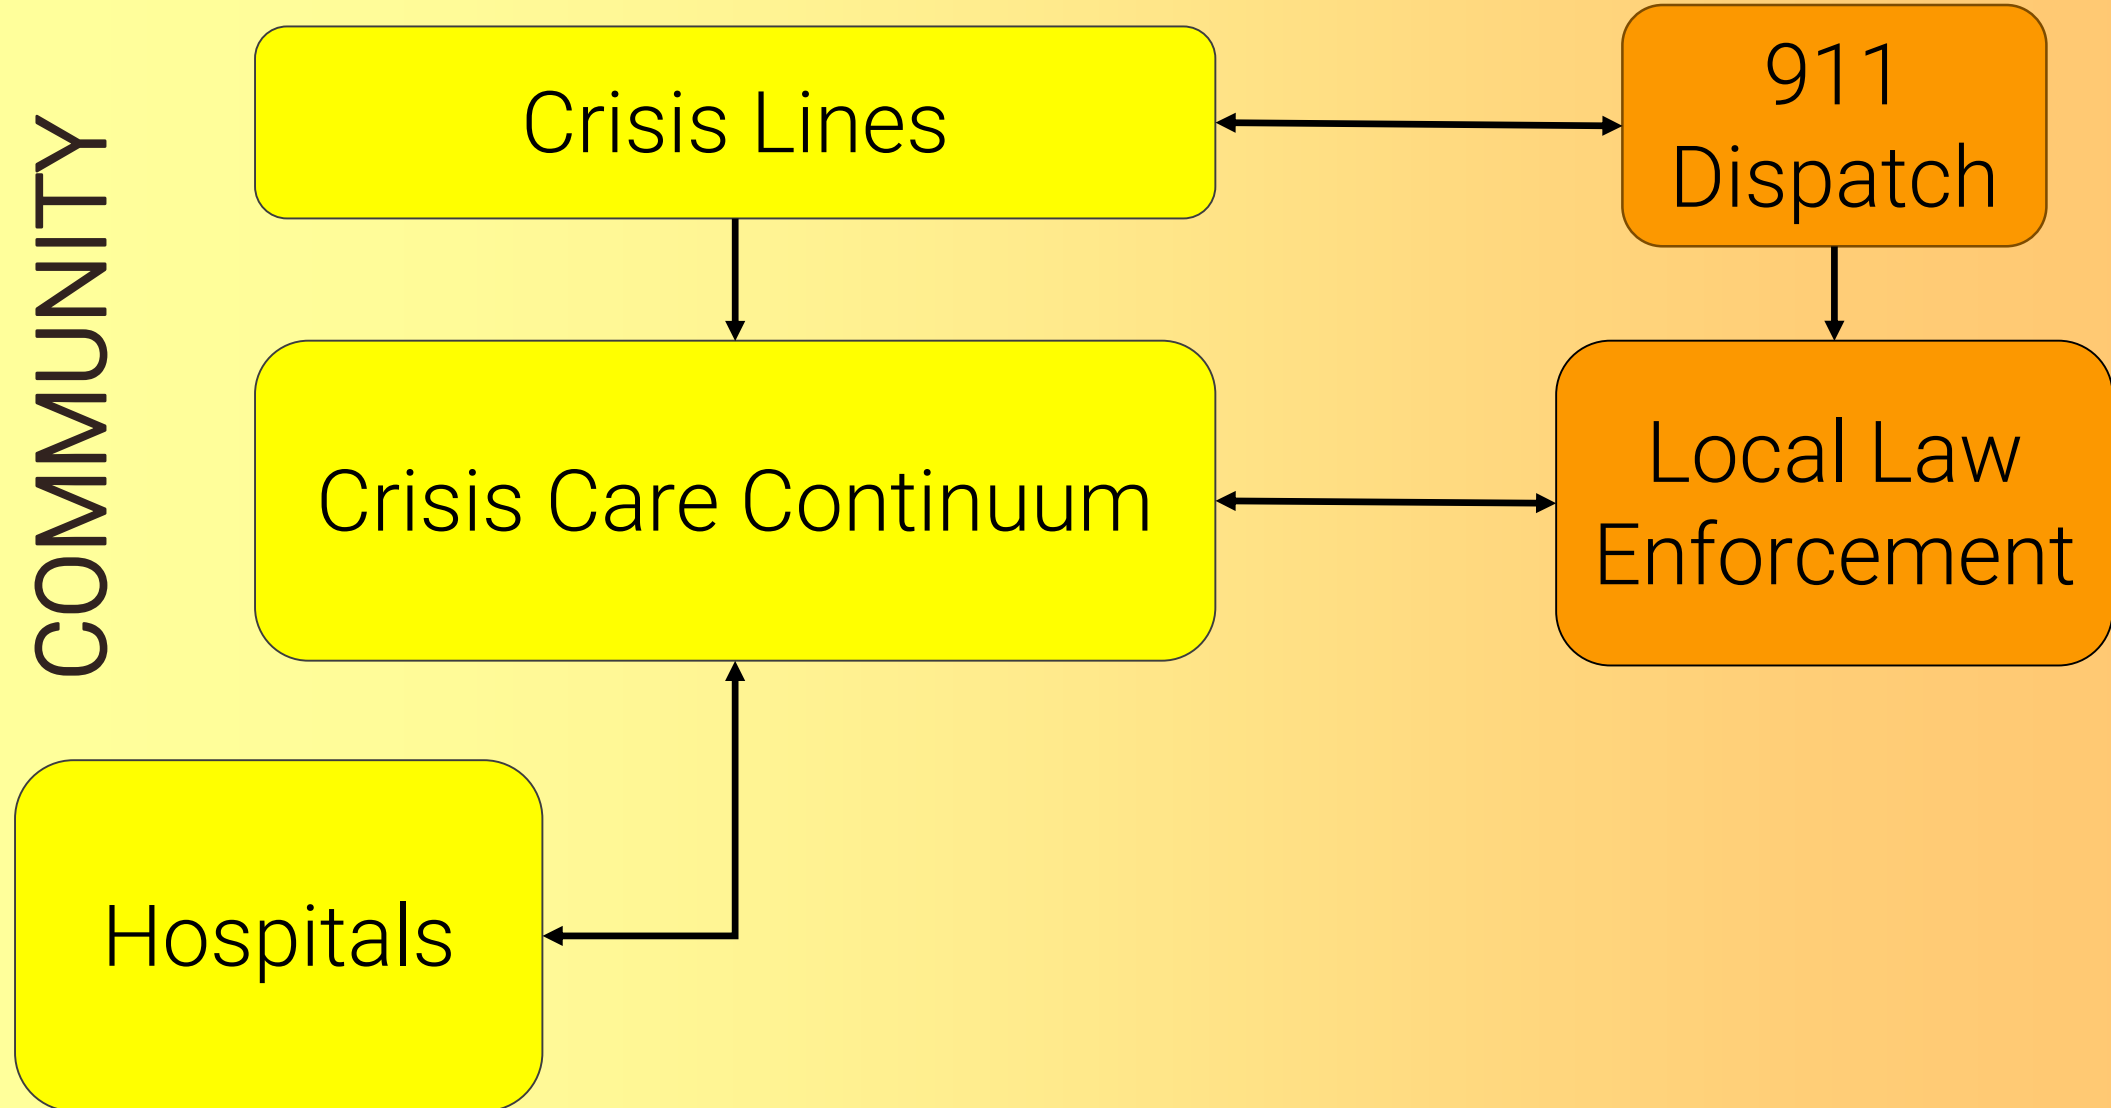 COMMUNITY
Crisis Lines
911
Dispatch
Crisis Care Continuum
Local Law
Enforcement
Hospitals